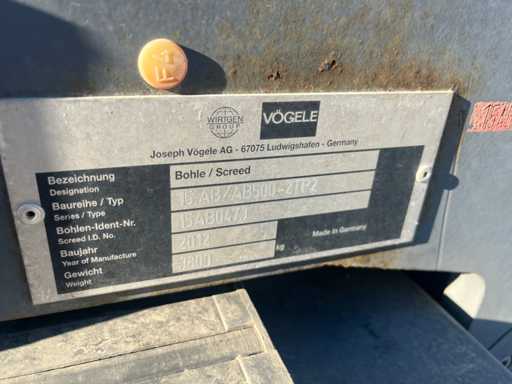 WIRTGEN
GROUP
VÖGELE
Joseph Vögele AG - 67075 Ludwigshafen - Germany
Bezeichnung
Designation
Bohle / Screed
Baureihe / Typ
Series / Type
Bohlen-Ident-Nr.
Screed I.D. No.
Baujahr
Year of Manufacture
2012
Gewicht
Weight
kg
Made in Germany